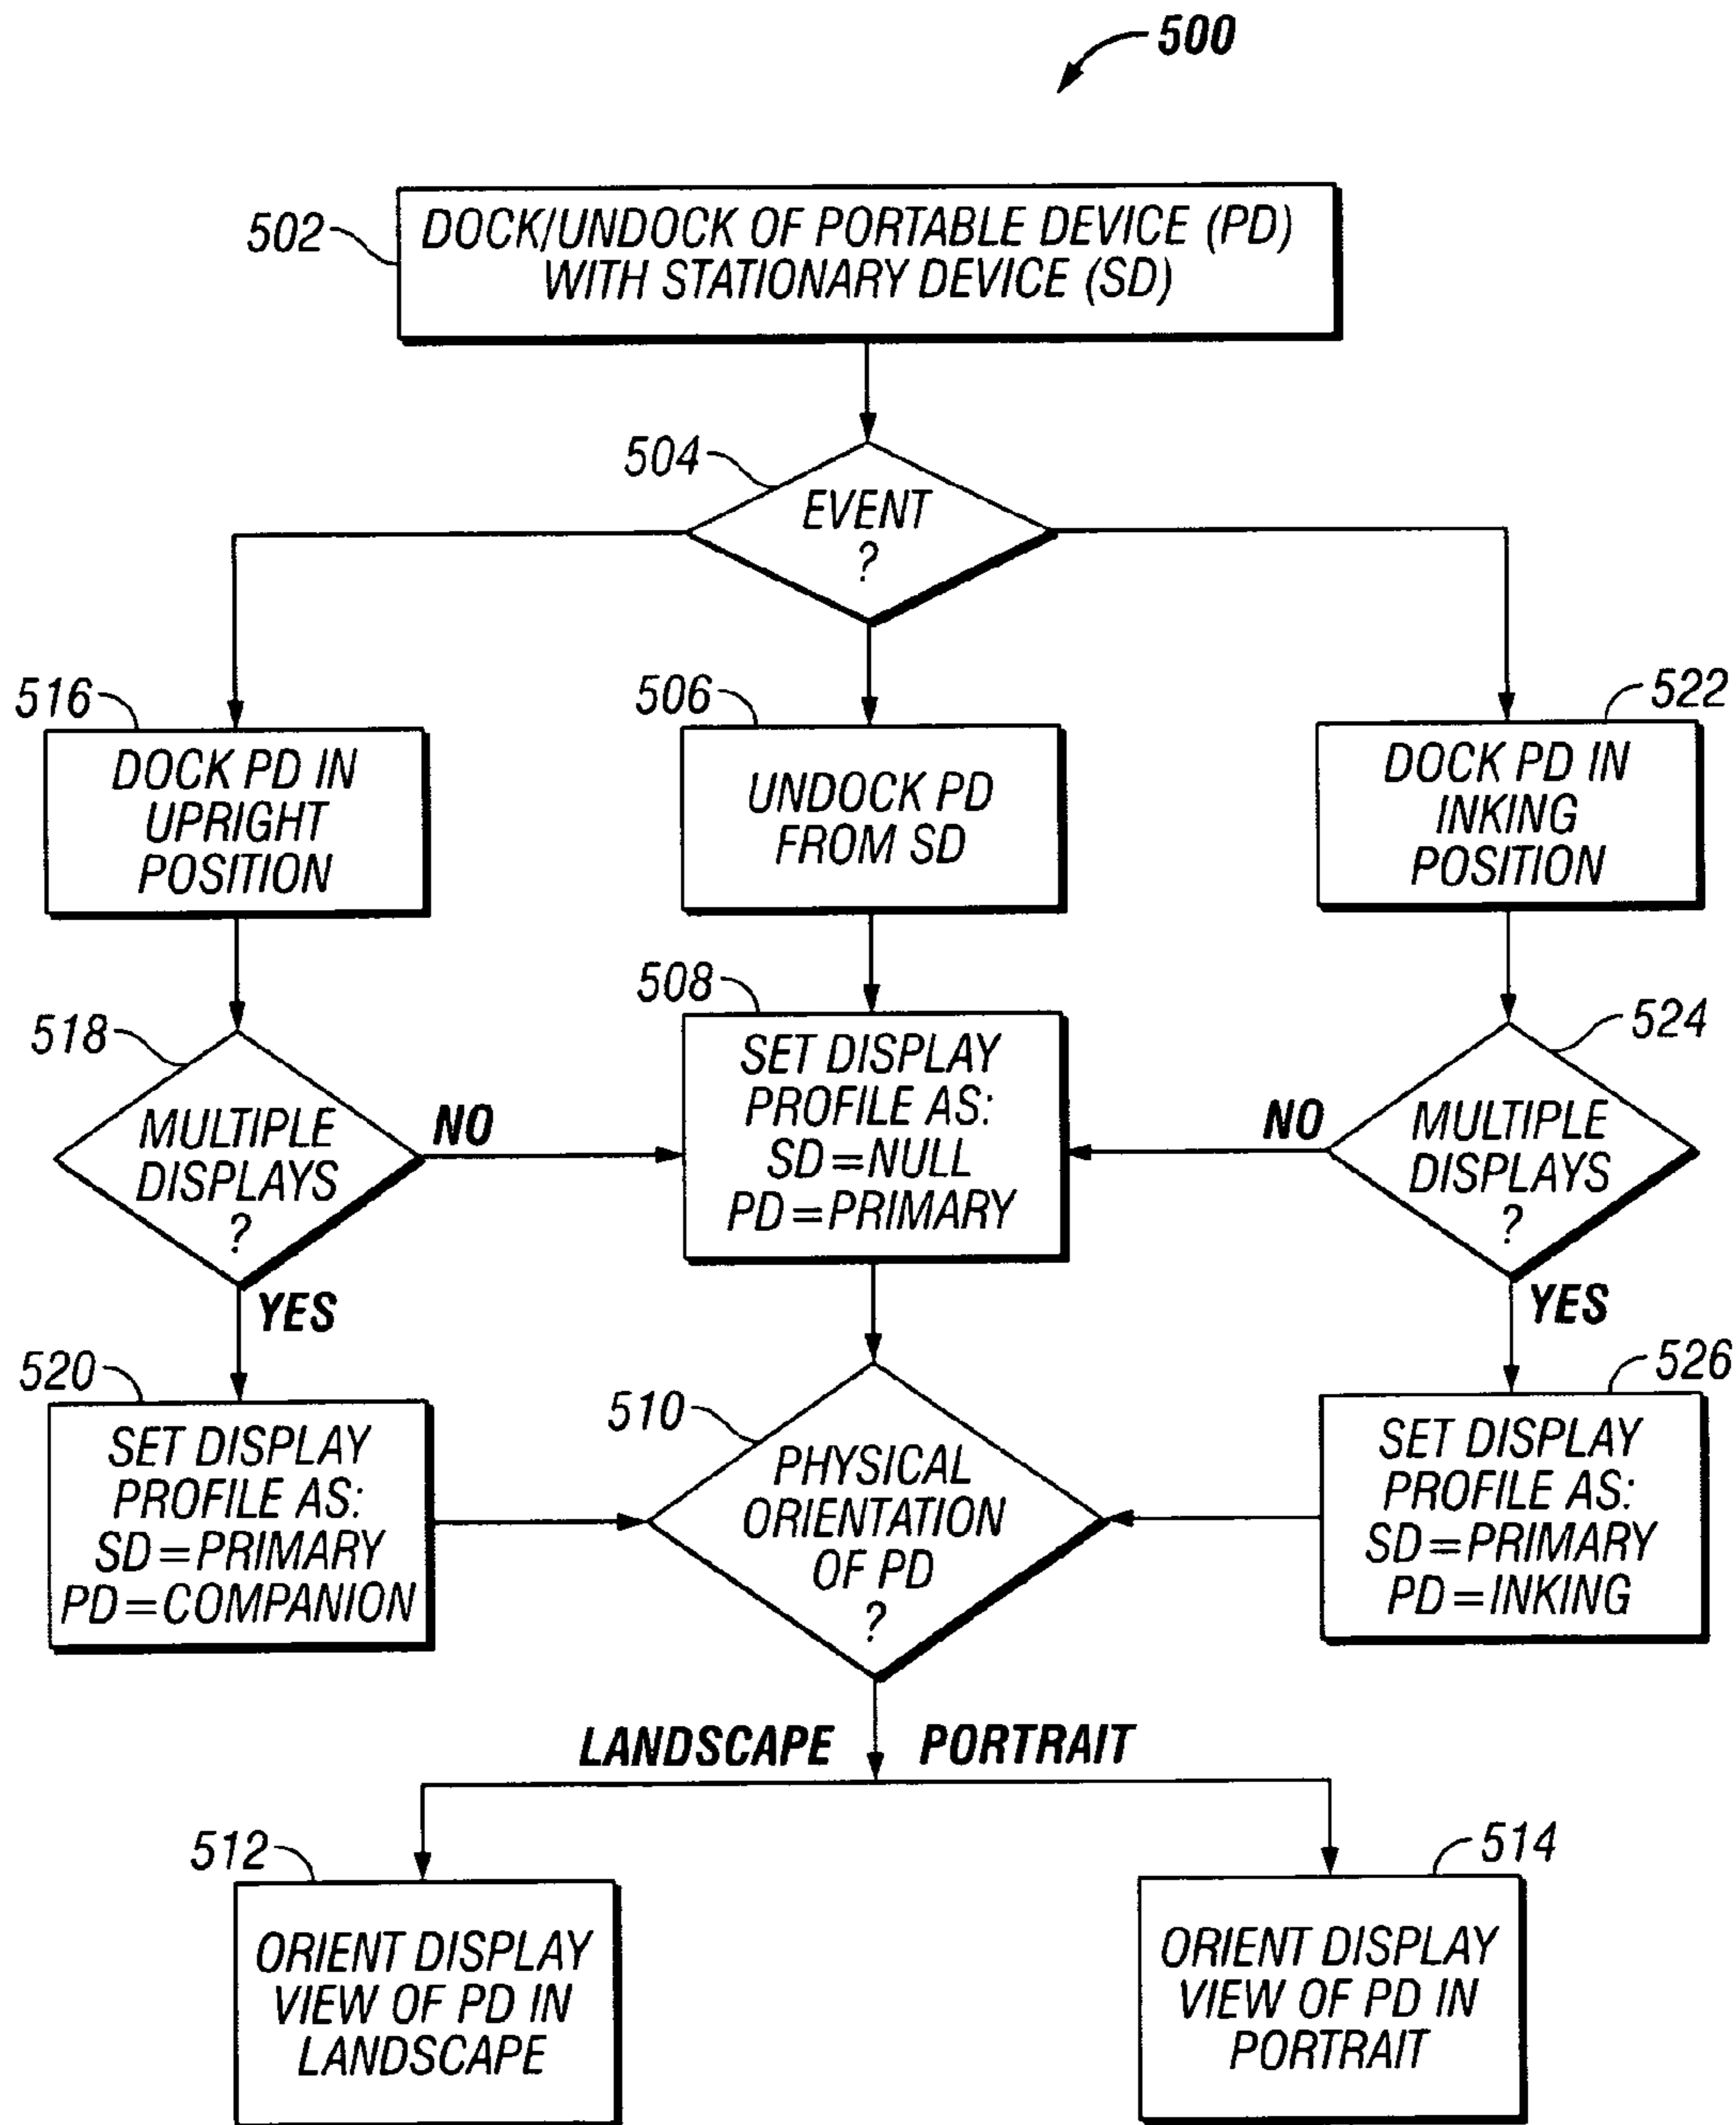 500
502
DOCK/UNDOCK OF PORTABLE DEVICE (PD)
WITH STATIONARY DEVICE (SD)
504
EVENT
?
516
DOCK PD IN
UPRIGHT
POSITION
506
UNDOCK PD
FROM SD
522
DOCK PD IN
INKING
POSITION
518
MULTIPLE
DISPLAYS
?
NO
YES
508
SET DISPLAY
PROFILE AS:
SD=NULL
PD=PRIMARY
524
MULTIPLE
DISPLAYS
?
NO
YES
520
SET DISPLAY
PROFILE AS:
SD=PRIMARY
PD=COMPANION
510
PHYSICAL
ORIENTATION
OF PD
?
526
SET DISPLAY
PROFILE AS:
SD=PRIMARY
PD=INKING
LANDSCAPE
PORTRAIT
512
ORIENT DISPLAY
VIEW OF PD IN
LANDSCAPE
514
ORIENT DISPLAY
VIEW OF PD IN
PORTRAIT